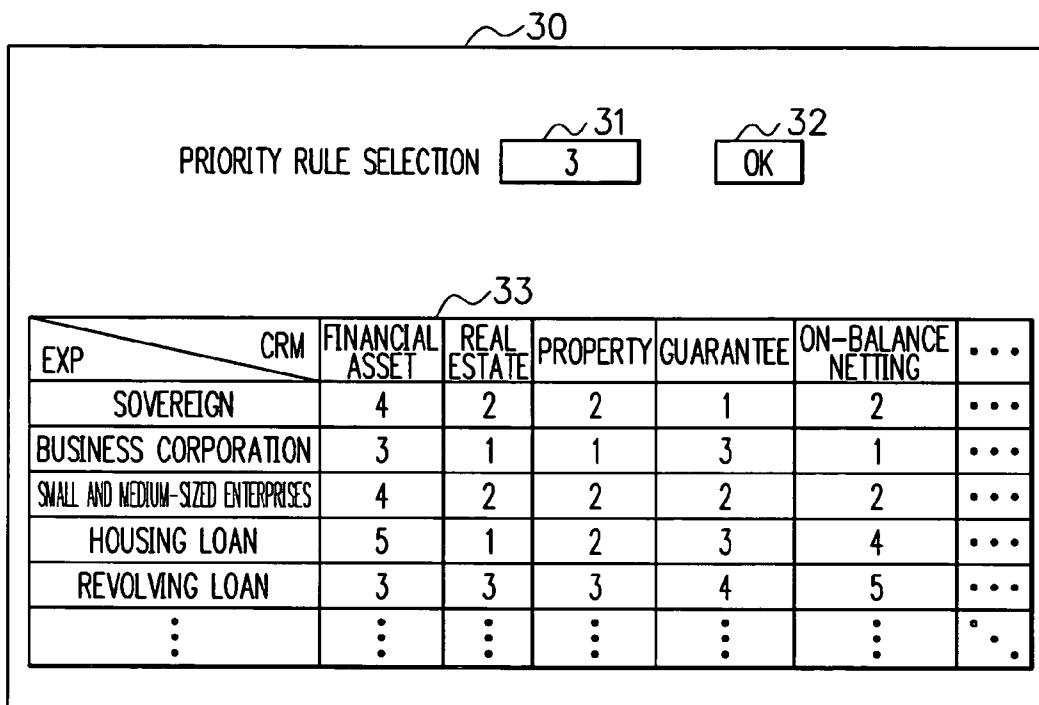 30
31 32
PRIORITY RULE SELECTION 3 OK
33
EXP CRM FINANCIAL ASSET REAL ESTATE PROPERTY GUARANTEE ON-BALANCE NETTING ...
SOVEREIGN 4 2 2 1 2 ...
BUSINESS CORPORATION 3 1 1 3 1 ...
SMALL AND MEDIUM-SIZED ENTERPRISES 4 2 2 2 2 ...
HOUSING LOAN 5 1 2 3 4 ...
REVOLVING LOAN 3 3 3 4 5 ...